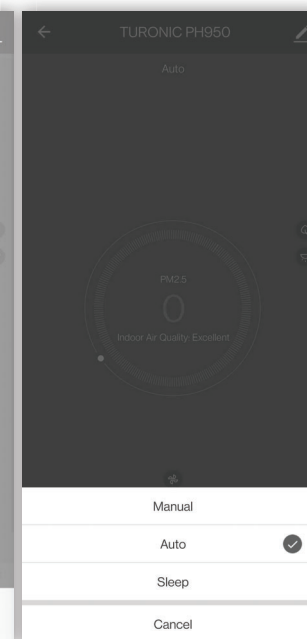 TURONIC PH950
Auto
PM2.5
0
Indoor Air Quality: Excellent
Manual
Auto
Sleep
Cancel